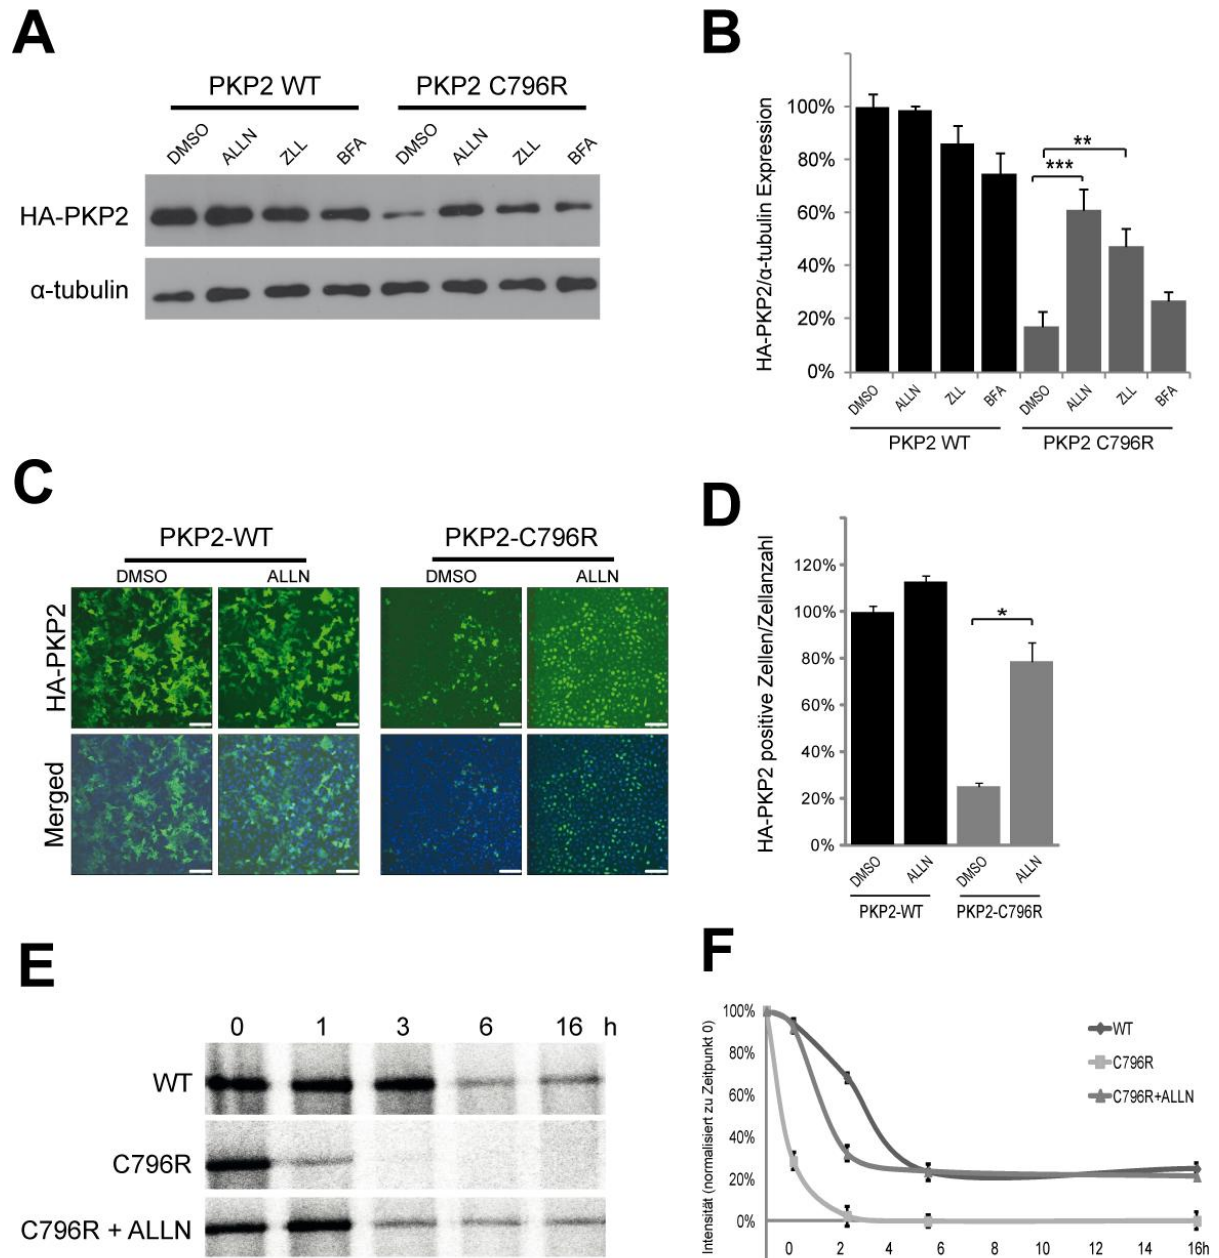 A
PKP2 WT PKP2 C796R
DMSO ALLN ZLL BFA DMSO ALLN ZLL BFA
HA-PKP2
α-tubulin
B
HA-PKP2/α-tubulin Expression
100%
80%
60%
40%
20%
0%
*** **
DMSO ALLN ZLL BFA DMSO ALLN ZLL BFA
PKP2 WT PKP2 C796R
C
PKP2-WT PKP2-C796R
DMSO ALLN DMSO ALLN
HA-PKP2
Merged
D
HA-PKP2 positive Zellen/Zellanzahl
120%
100%
80%
60%
40%
20%
0%
*
DMSO ALLN DMSO ALLN
PKP2-WT PKP2-C796R
E
0 1 3 6 16 h
WT
C796R
C796R + ALLN
F
Intensität (normalisiert zu Zeitpunkt 0)
100%
80%
60%
40%
20%
0%
WT
C796R
C796R+ALLN
0 2 4 6 8 10 12 14 16h